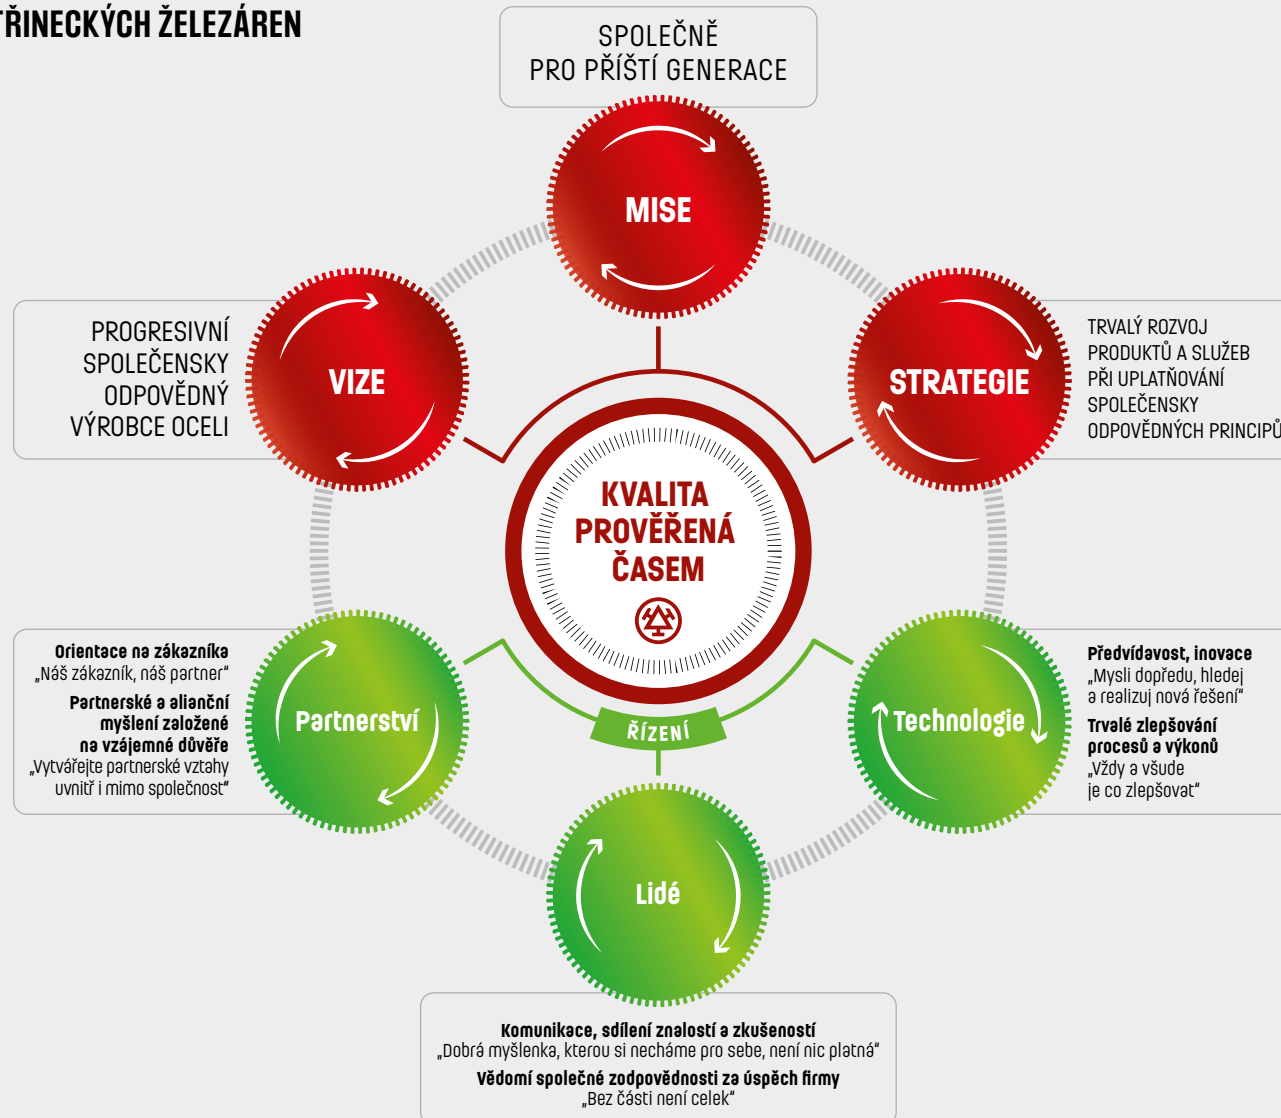 TŘINECKÝCH ŽELEZÁREN
SPOLEČNĚ
PRO PŘÍŠTÍ GENERACE
MISE
PROGRESIVNÍ
SPOLEČENSKY
ODPOVĚDNÝ
VÝROBCE OCELI
VIZE
STRATEGIE
TRVALÝ ROZVOJ
PRODUKTŮ A SLUŽEB
PŘI UPLATŇOVÁNÍ
SPOLEČENSKY
ODPOVĚDNÝCH PRINCIPŮ
KVALITA
PROVĚŘENÁ
ČASEM
Orientace na zákazníka
„Náš zákazník, náš partner“
Partnerské a alianční
myšlení založené
na vzájemné důvěře
„Vytvářejte partnerské vztahy
uvnitř i mimo společnost“
Partnerství
ŘÍZENÍ
Technologie
Předvídavost, inovace
„Mysli dopředu, hledej
a realizuj nová řešení“
Trvalé zlepšování
procesů a výkonů
„Vždy a všude
je co zlepšovat“
Lidé
Komunikace, sdílení znalostí a zkušeností
„Dobrá myšlenka, kterou si necháme pro sebe, není nic platná“
Vědomí společné zodpovědnosti za úspěch firmy
„Bez části není celek“